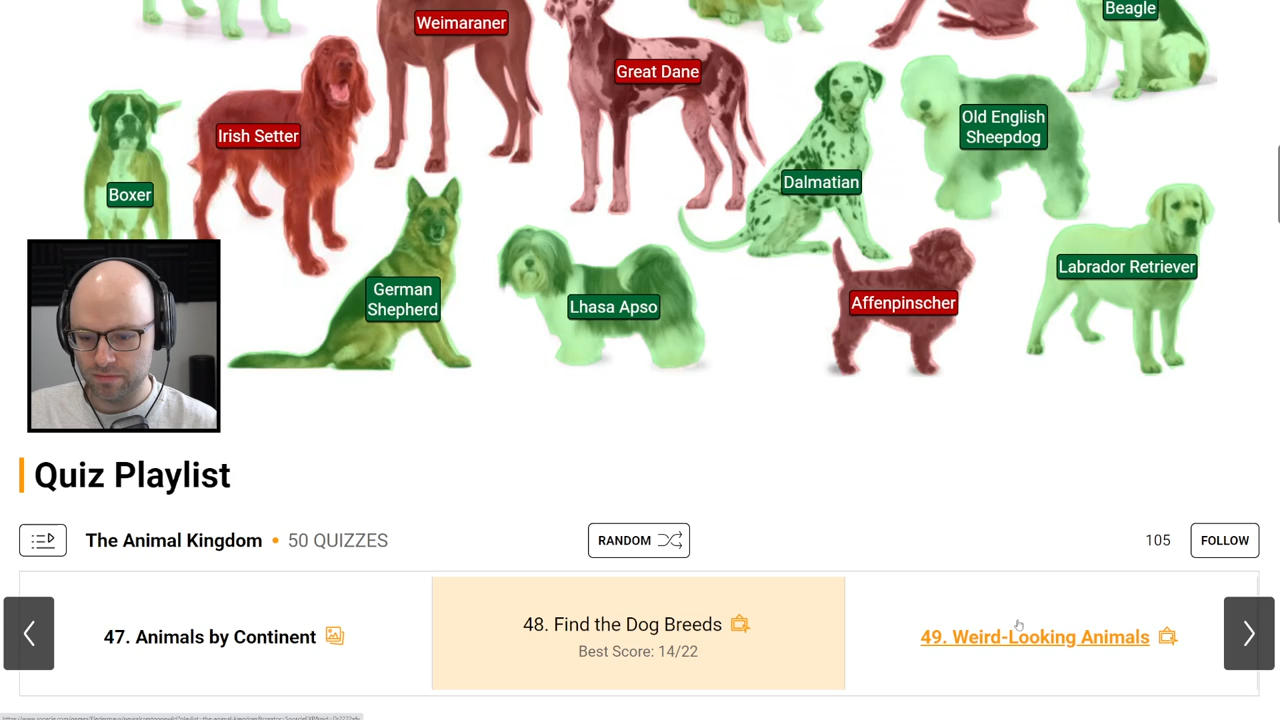 Beagle
Weimaraner
Great Dane
Old English
Sheepdog
Irish Setter
Dalmatian
Boxer
Labrador Retriever
German
Shepherd
Lhasa Apso
Affenpinscher
Quiz Playlist
The Animal Kingdom • 50 QUIZZES
RANDOM
105
FOLLOW
47. Animals by Continent
48. Find the Dog Breeds
Best Score: 14/22
49. Weird-Looking Animals